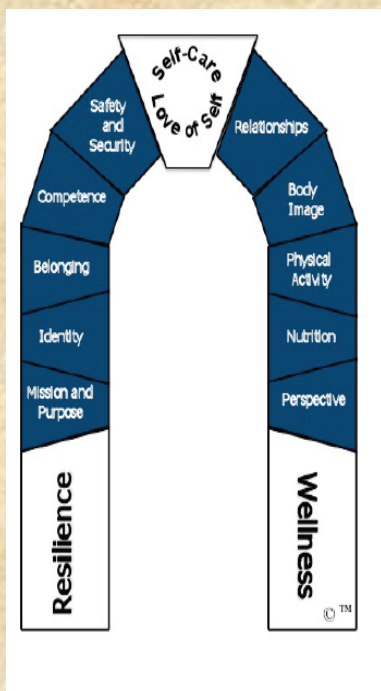 Self-Care
Love of Self
Safety
and
Security
Relationships
Competence
Body
Image
Belonging
Physical
Activity
Identity
Nutrition
Mission and
Purpose
Perspective
Resilience
Wellness
© ™